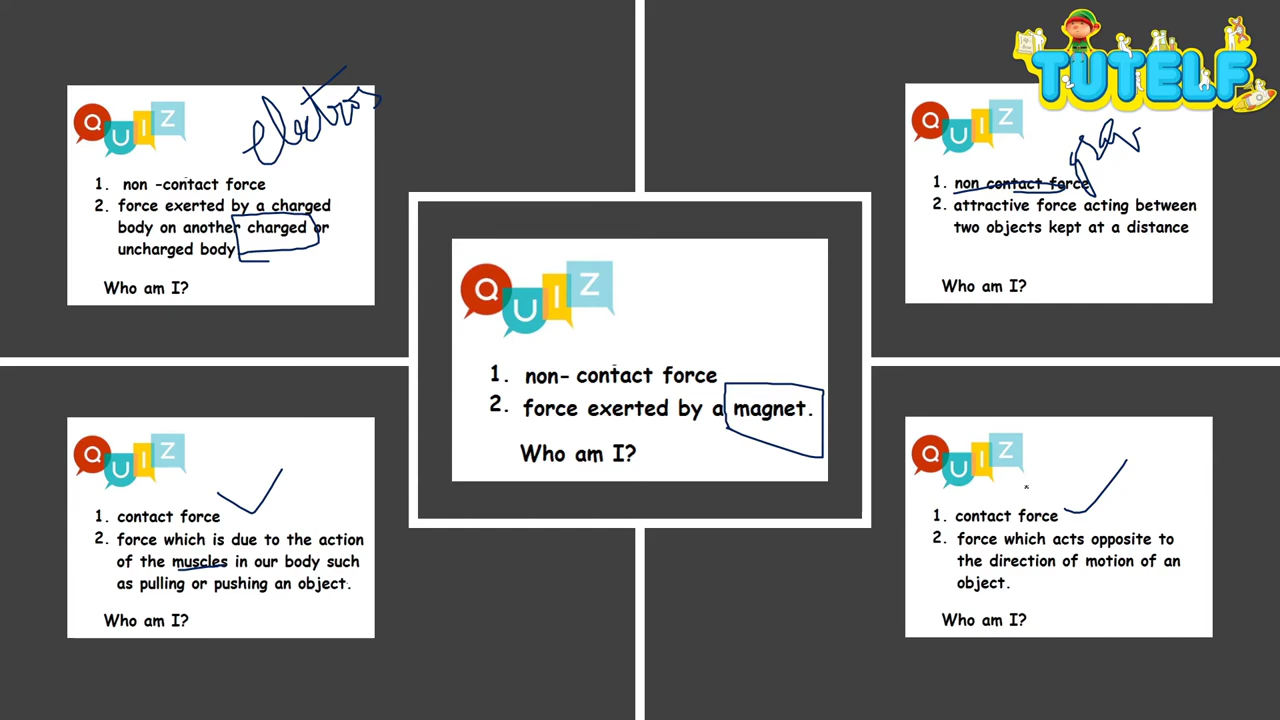 TUTELF
QUIZ
electros
1. non -contact force
2. force exerted by a charged
body on another charged or
uncharged body
Who am I?
QUIZ
grav
1. non contact force
2. attractive force acting between
two objects kept at a distance
Who am I?
QUIZ
1. non- contact force
2. force exerted by a magnet.
Who am I?
QUIZ
1. contact force
2. force which is due to the action
of the muscles in our body such
as pulling or pushing an object.
Who am I?
QUIZ
1. contact force
2. force which acts opposite to
the direction of motion of an
object.
Who am I?